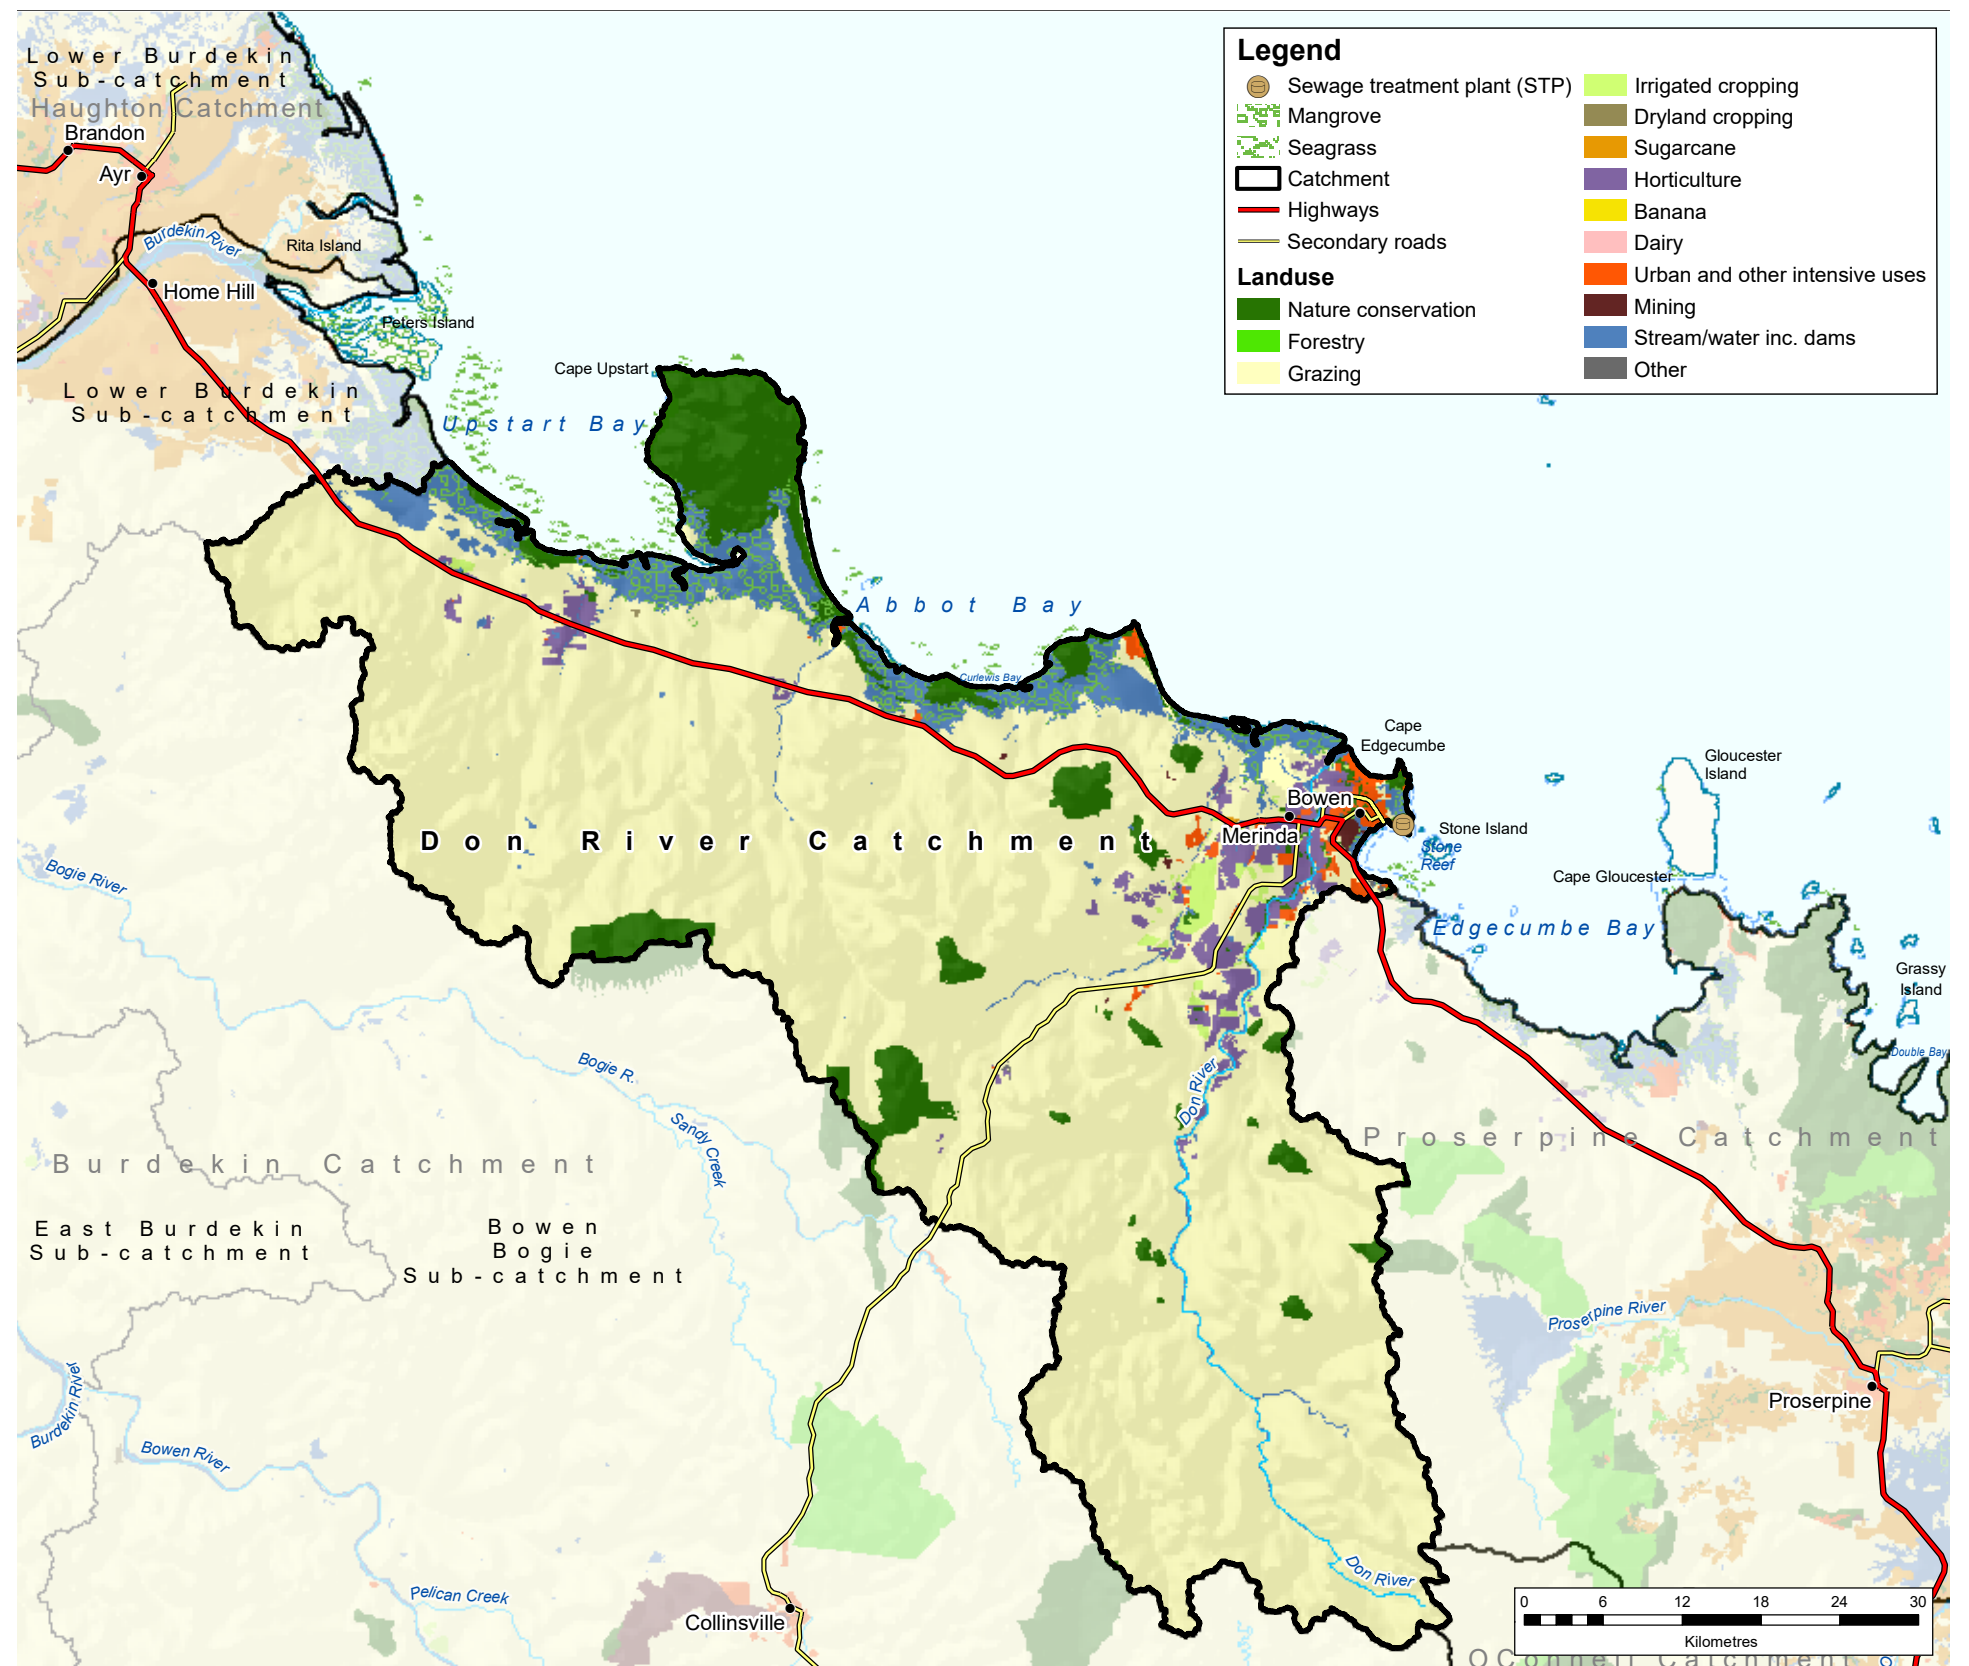 Lower Burdekin
Sub-catchment
Haughton Catchment
Brandon
Ayr
Burdekin River
Rita Island
Home Hill
Peters Island
Lower Burdekin
Sub-catchment
Cape Upstart
Upstart Bay
Abbot Bay
Curlewis Bay
Legend
Sewage treatment plant (STP)
Mangrove
Seagrass
Catchment
Highways
Secondary roads
Landuse
Nature conservation
Forestry
Grazing
Irrigated cropping
Dryland cropping
Sugarcane
Horticulture
Banana
Dairy
Urban and other intensive uses
Mining
Stream/water inc. dams
Other
Cape
Edgecumbe
Gloucester
Island
Bowen
Merinda
Stone Island
Stone
Reef
Don River Catchment
Cape Gloucester
Edgecumbe Bay
Grassy
Island
Double Bay
Bogie River
Bogie R.
Sandy Creek
Don River
Proserpine Catchment
Burdekin Catchment
East Burdekin
Sub-catchment
Bowen
Bogie
Sub-catchment
Proserpine River
Proserpine
Burdekin River
Bowen River
Pelican Creek
Collinsville
Don River
0 6 12 18 24 30
Kilometres
OConnell Catchment